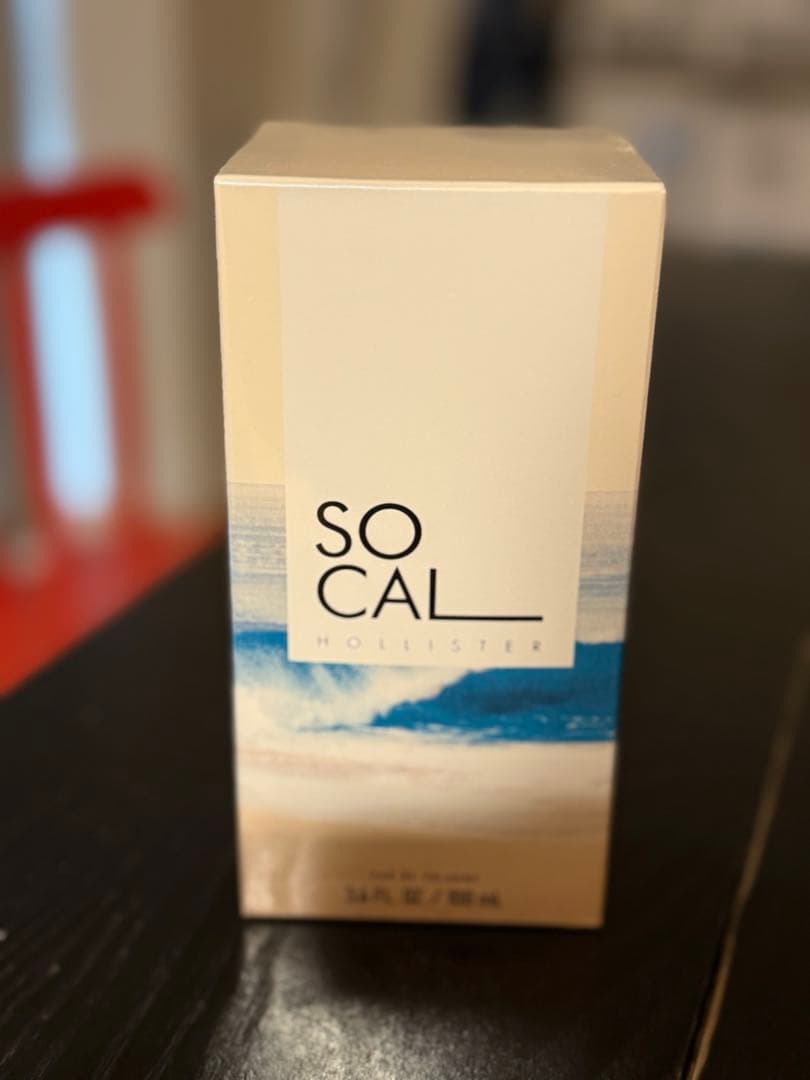 SO
CAL
HOLLISTER
3.4 FL OZ / 100 mL